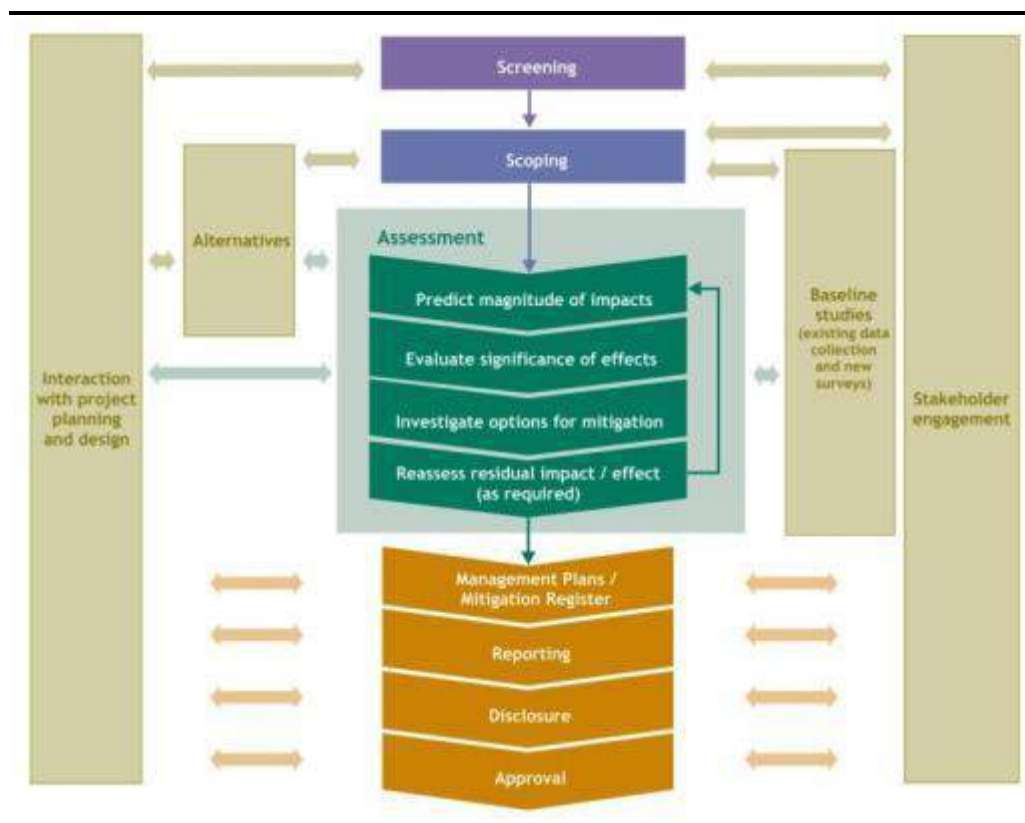 Screening
Scoping
Alternatives
Assessment
Predict magnitude of impacts
Evaluate significance of effects
Investigate options for mitigation
Reassess residual impact / effect
(as required)
Baseline
studies
(existing data
collection
and new
surveys)
Interaction
with project
planning
and design
Stakeholder
engagement
Management Plans /
Mitigation Register
Reporting
Disclosure
Approval